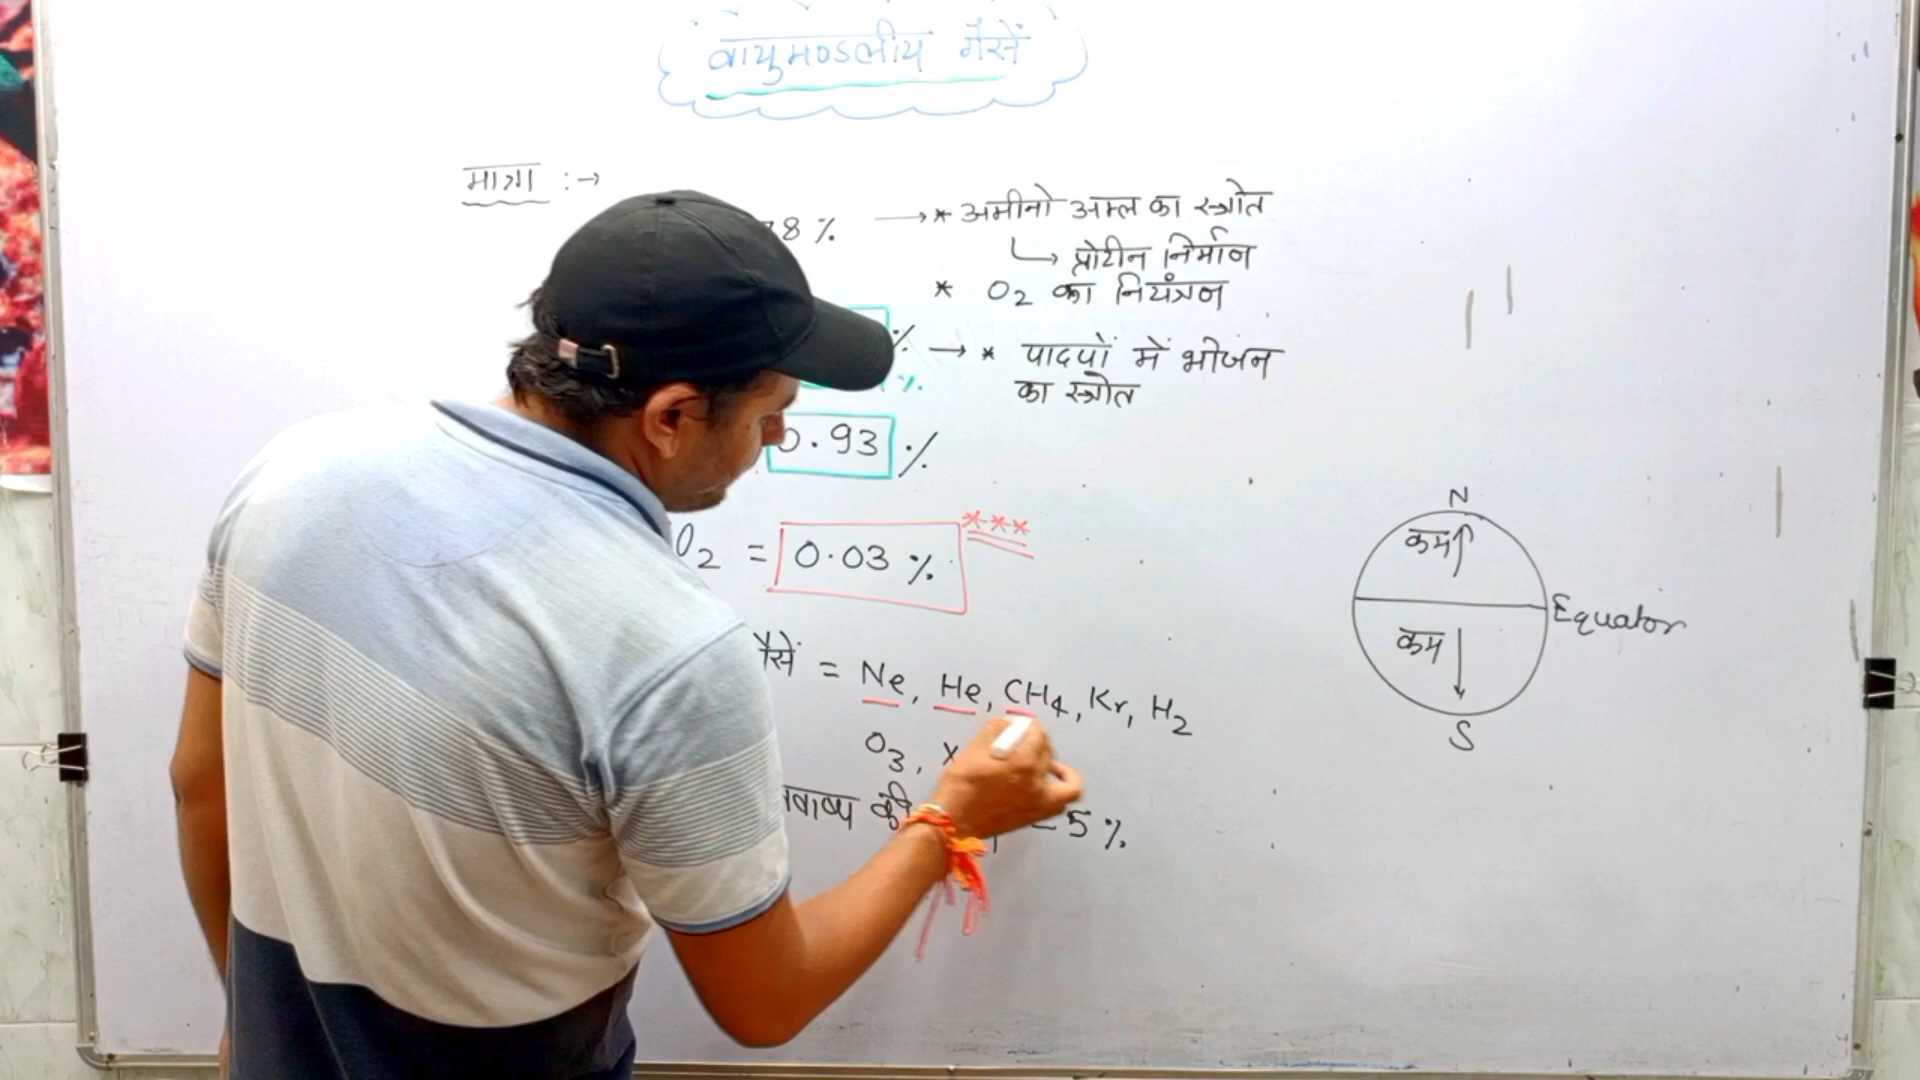 वायुमण्डलीय गैसें
मात्रा :→
78 % → * अमीनो अम्ल का स्त्रोत
↳ प्रोटीन निर्माण
* O2 का नियंत्रण
% → * पादपों में भोजन
% का स्त्रोत
0.93 %
O2 = 0.03 % ***
गैसें = Ne, He, CH4, Kr, H2
O3, X
की - 5 %
N
कम ↑
Equator
कम ↓
S